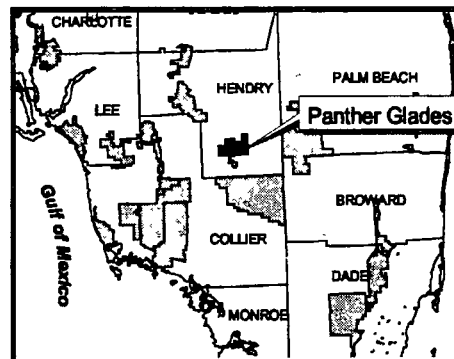 CHARLOTTE
HENDRY
PALM BEACH
LEE
Panther Glades
Gulf of Mexico
BROWARD
COLLIER
DADE
MONROE